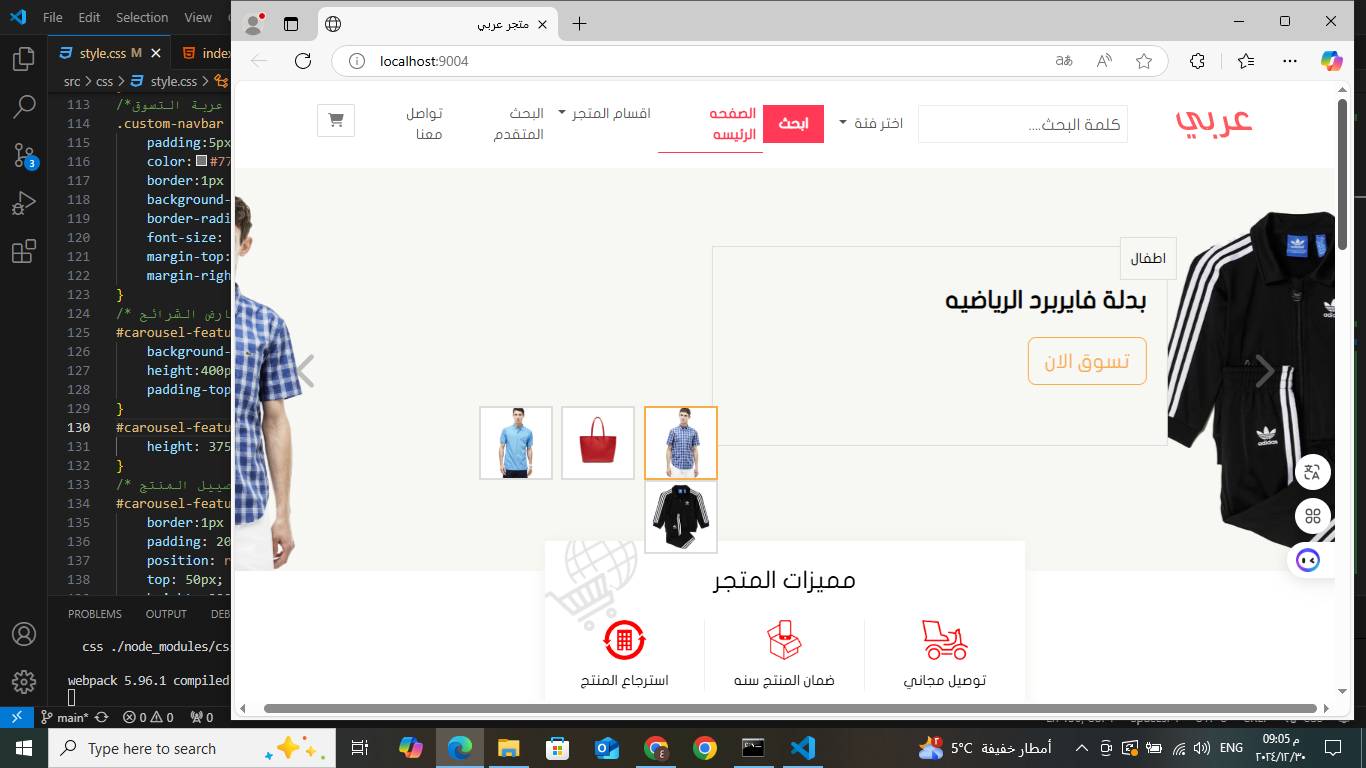 File Edit Selection View
متجر عربي
style.css M
index
localhost:9004
src > css > style.css >
113 /* عربة التسوق
114 .custom-navbar
115 padding:5px
116 color: #77
117 border:1px
118 background-
119 border-radi
120 font-size:
121 margin-top:
122 margin-righ
123 }
124
125 #carousel-featu
126 background-
127 height:400p
128 padding-top
129 }
130 #carousel-featu
131 height: 375
132 }
133
134 #carousel-featu
135 border:1px
136 padding: 20
137 position: r
138 top: 50px;
PROBLEMS OUTPUT DEB
css ./node_modules/cs
webpack 5.96.1 compiled
عربي
كلمة البحث....
اختر فئة
ابحث
الصفحه
الرئيسه
اقسام المتجر
البحث
المتقدم
تواصل
معنا
اطفال
بدلة فايربرد الرياضيه
تسوق الان
adidas
مميزات المتجر
توصيل مجاني
ضمان المنتج سنه
استرجاع المنتج
3
main* 0 0 0
Type here to search
5°C أمطار خفيفة
ENG
09:05 م
٢٠٢٤/١٢/٣٠